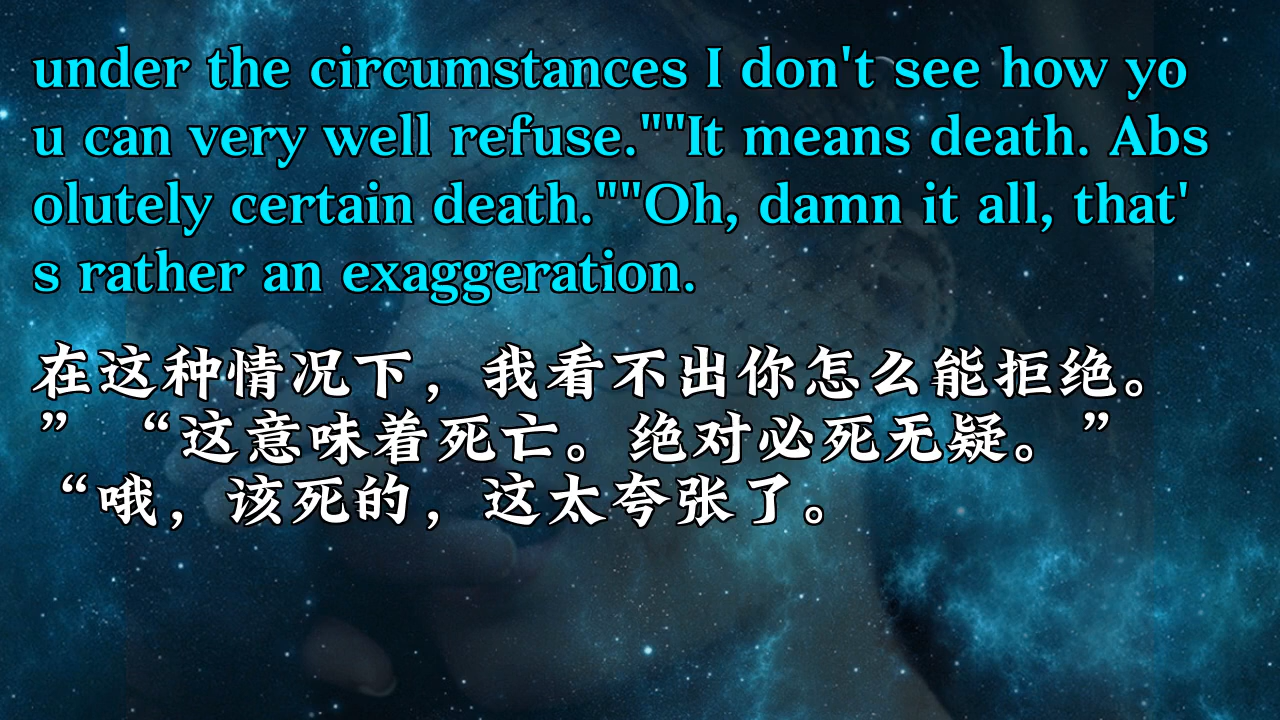 under the circumstances I don't see how yo
u can very well refuse.""It means death. Abs
olutely certain death.""Oh, damn it all, that'
s rather an exaggeration.
在这种情况下，我看不出你怎么能拒绝。
” “这意味着死亡。绝对必死无疑。”
“哦，该死的，这太夸张了。